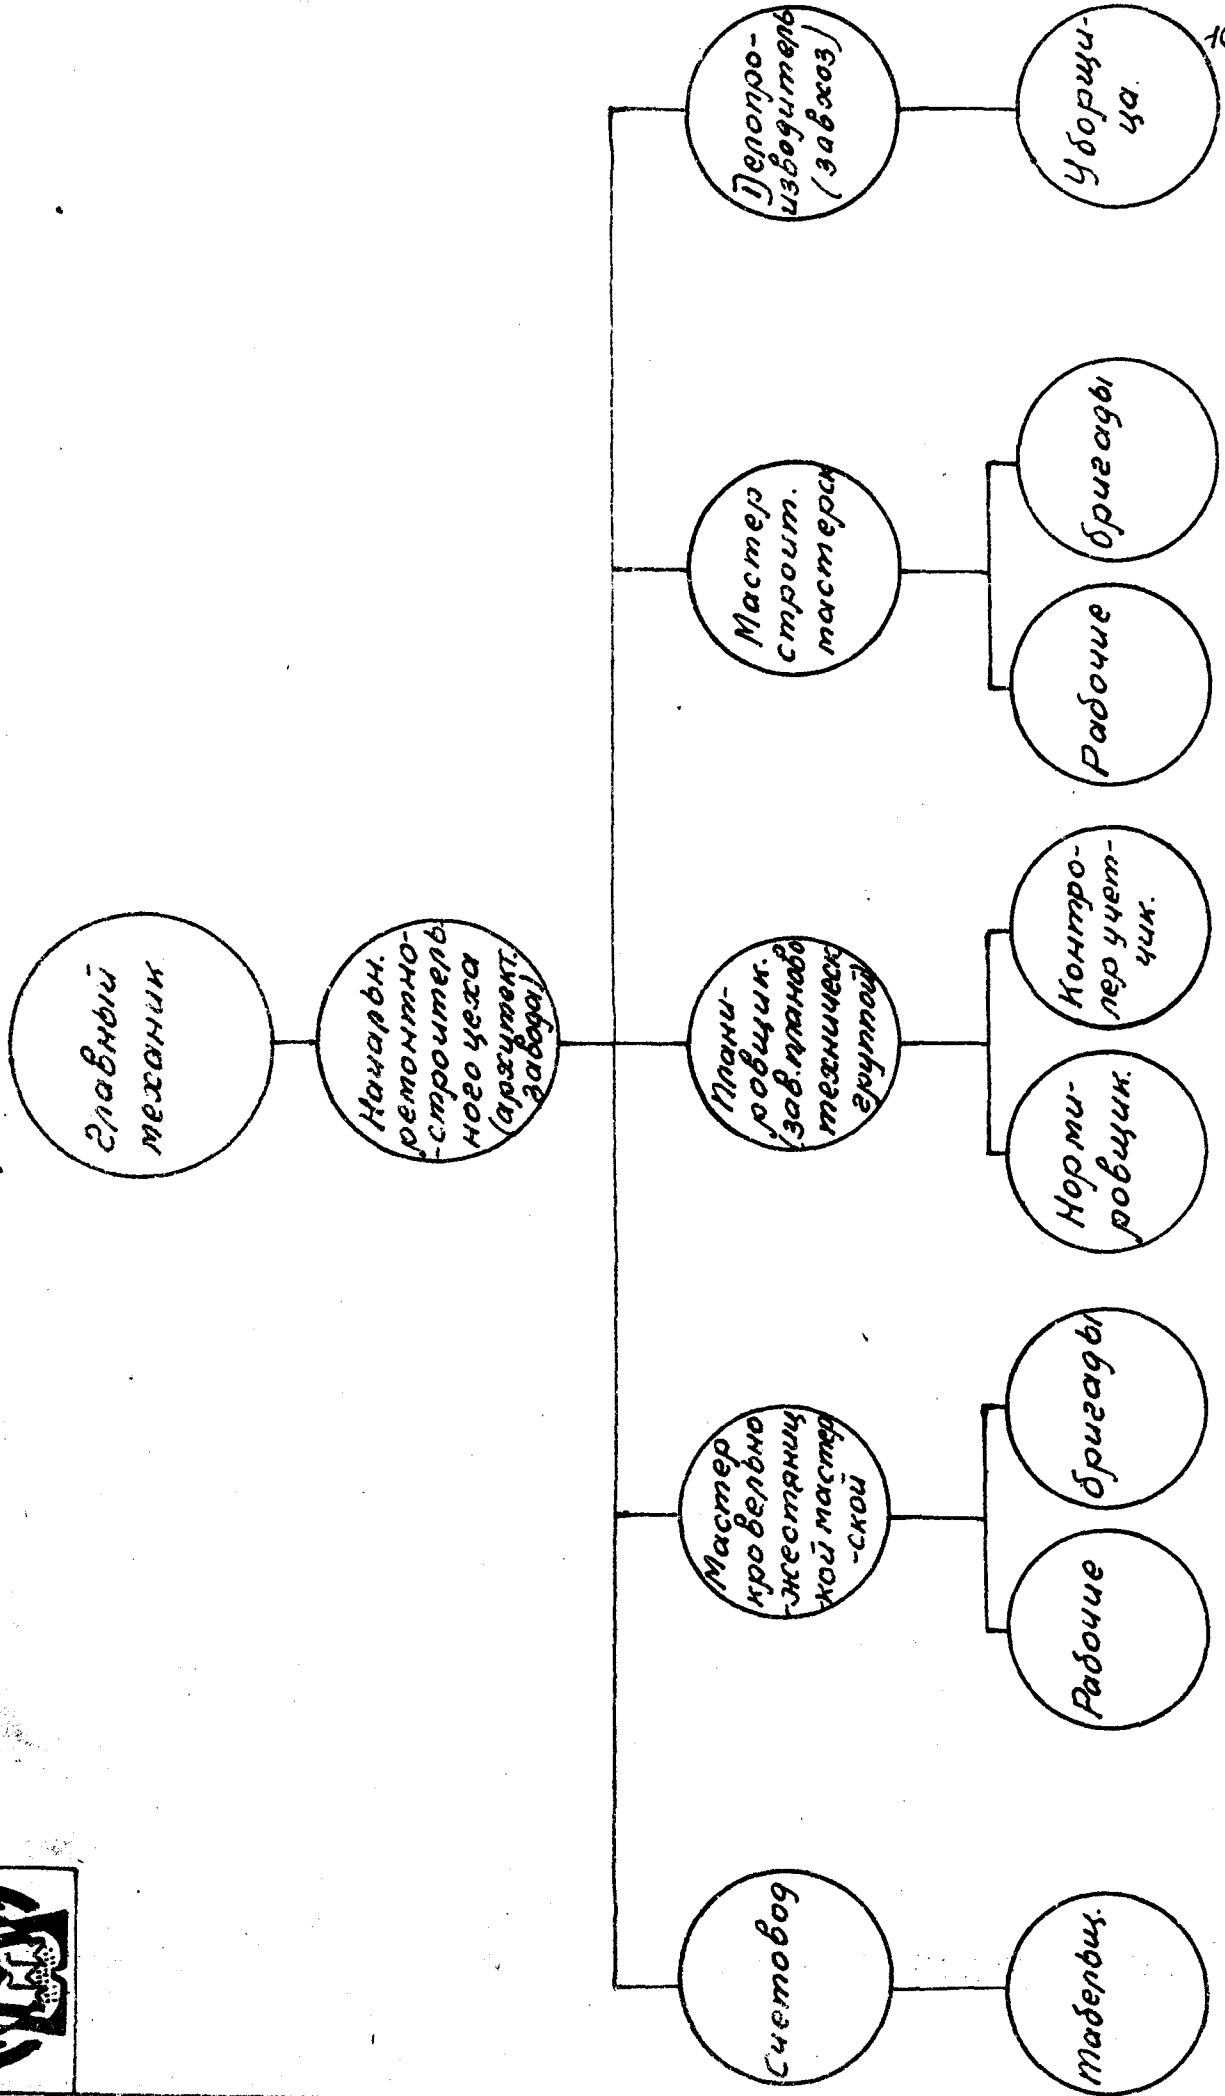 Главный
механик
Начальн.
ремонтно-
-строитель
ного цеха
(архитект.
завода)
Счетовод
Мастер
кровельно
-жестяниц
-кой мастер
-ской
Плани-
ровщик.
(зав. планово
техническ
группой)
Мастер
строит.
мастерск
Делопро-
изводитель
(завхоз)
Табельщ.
Рабочие
бригады
Норми-
ровщик.
Контро-
лер учет-
чик.
Рабочие
бригады
Уборщи-
ца.